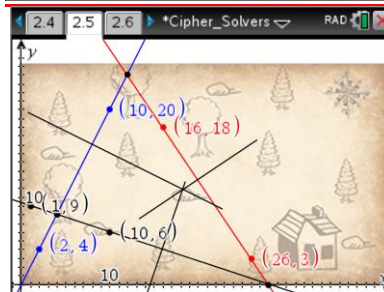 2.4 2.5 2.6 *Cipher_Solvers RAD
y
(10,20)
(16,18)
10
(1,9)
(10,6)
(2,4)
(26,3)
10
x